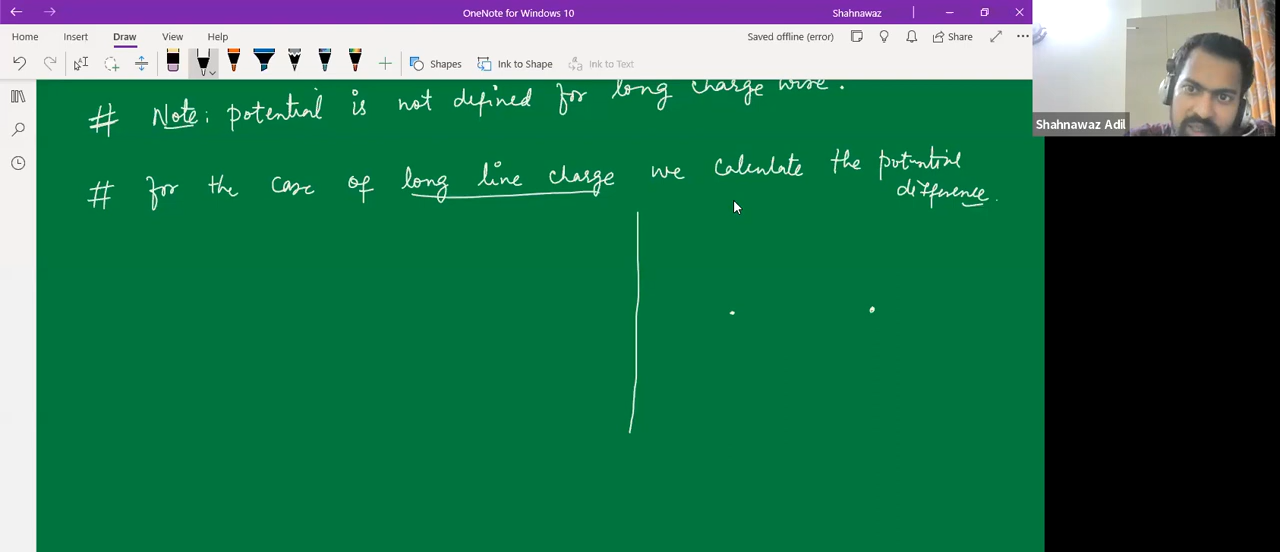 OneNote for Windows 10
Shahnawaz
Home Insert Draw View Help
Saved offline (error)
Share
Shapes
Ink to Shape
Ink to Text
# Note: potential is not defined for long charge wire.
# for the case of long line charge we calculate the potential
difference.
Shahnawaz Adil